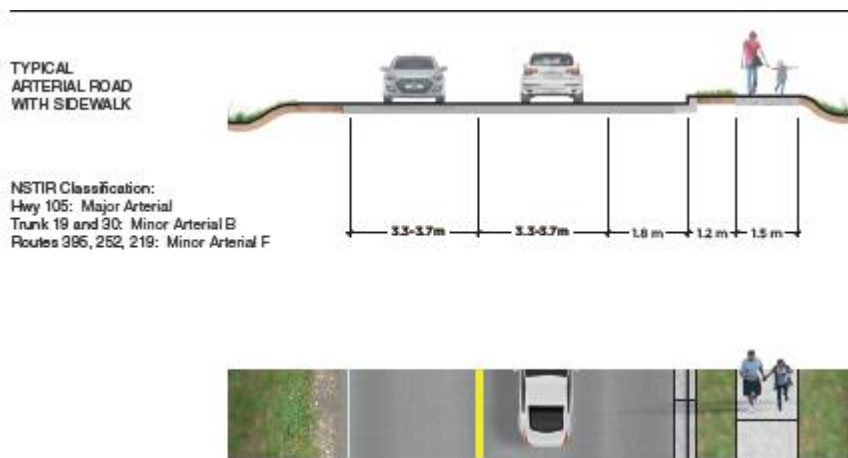 TYPICAL
ARTERIAL ROAD
WITH SIDEWALK
NSTIR Classification:
Hwy 105: Major Arterial
Trunk 19 and 30: Minor Arterial B
Routes 395, 252, 219: Minor Arterial F
3.3-3.7m 3.3-3.7m 1.8 m 1.2 m 1.5 m